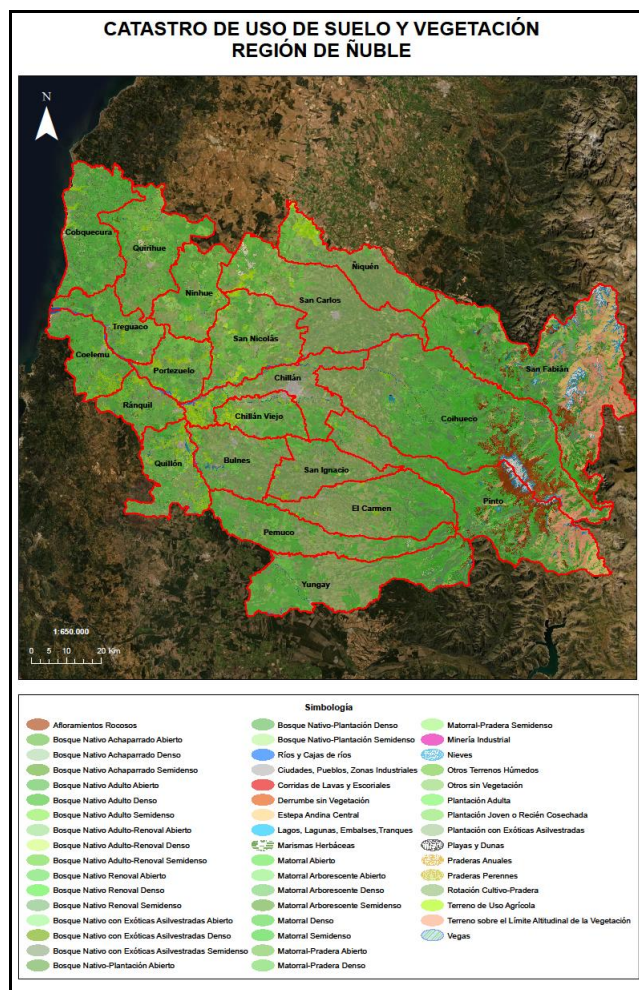 CATASTRO DE USO DE SUELO Y VEGETACIÓN
REGIÓN DE ÑUBLE
N
Cobquecura
Quirihue
Ñiquén
Ninhue
San Carlos
Treguaco
San Nicolás
San Fabián
Coelemu
Portezuelo
Chillán
Ránquil
Chillán Viejo
Coihueco
Quillón
Bulnes
San Ignacio
Pinto
El Carmen
Pemuco
Yungay
1:650.000
0 5 10 20 Km
Simbología
Afloramientos Rocosos
Bosque Nativo Achaparrado Abierto
Bosque Nativo Achaparrado Denso
Bosque Nativo Achaparrado Semidenso
Bosque Nativo Adulto Abierto
Bosque Nativo Adulto Denso
Bosque Nativo Adulto Semidenso
Bosque Nativo Adulto-Renoval Abierto
Bosque Nativo Adulto-Renoval Denso
Bosque Nativo Adulto-Renoval Semidenso
Bosque Nativo Renoval Abierto
Bosque Nativo Renoval Denso
Bosque Nativo Renoval Semidenso
Bosque Nativo con Exóticas Asilvestradas Abierto
Bosque Nativo con Exóticas Asilvestradas Denso
Bosque Nativo con Exóticas Asilvestradas Semidenso
Bosque Nativo-Plantación Abierto
Bosque Nativo-Plantación Denso
Bosque Nativo-Plantación Semidenso
Ríos y Cajas de ríos
Ciudades, Pueblos, Zonas Industriales
Corridas de Lavas y Escoriales
Derrumbe sin Vegetación
Estepa Andina Central
Lagos, Lagunas, Embalses,Tranques
Marismas Herbáceas
Matorral Abierto
Matorral Arborescente Abierto
Matorral Arborescente Denso
Matorral Arborescente Semidenso
Matorral Denso
Matorral Semidenso
Matorral-Pradera Abierto
Matorral-Pradera Denso
Matorral-Pradera Semidenso
Minería Industrial
Nieves
Otros Terrenos Húmedos
Otros sin Vegetación
Plantación Adulta
Plantación Joven o Recién Cosechada
Plantación con Exóticas Asilvestradas
Playas y Dunas
Praderas Anuales
Praderas Perennes
Rotación Cultivo-Pradera
Terreno de Uso Agrícola
Terreno sobre el Límite Altitudinal de la Vegetación
Vegas